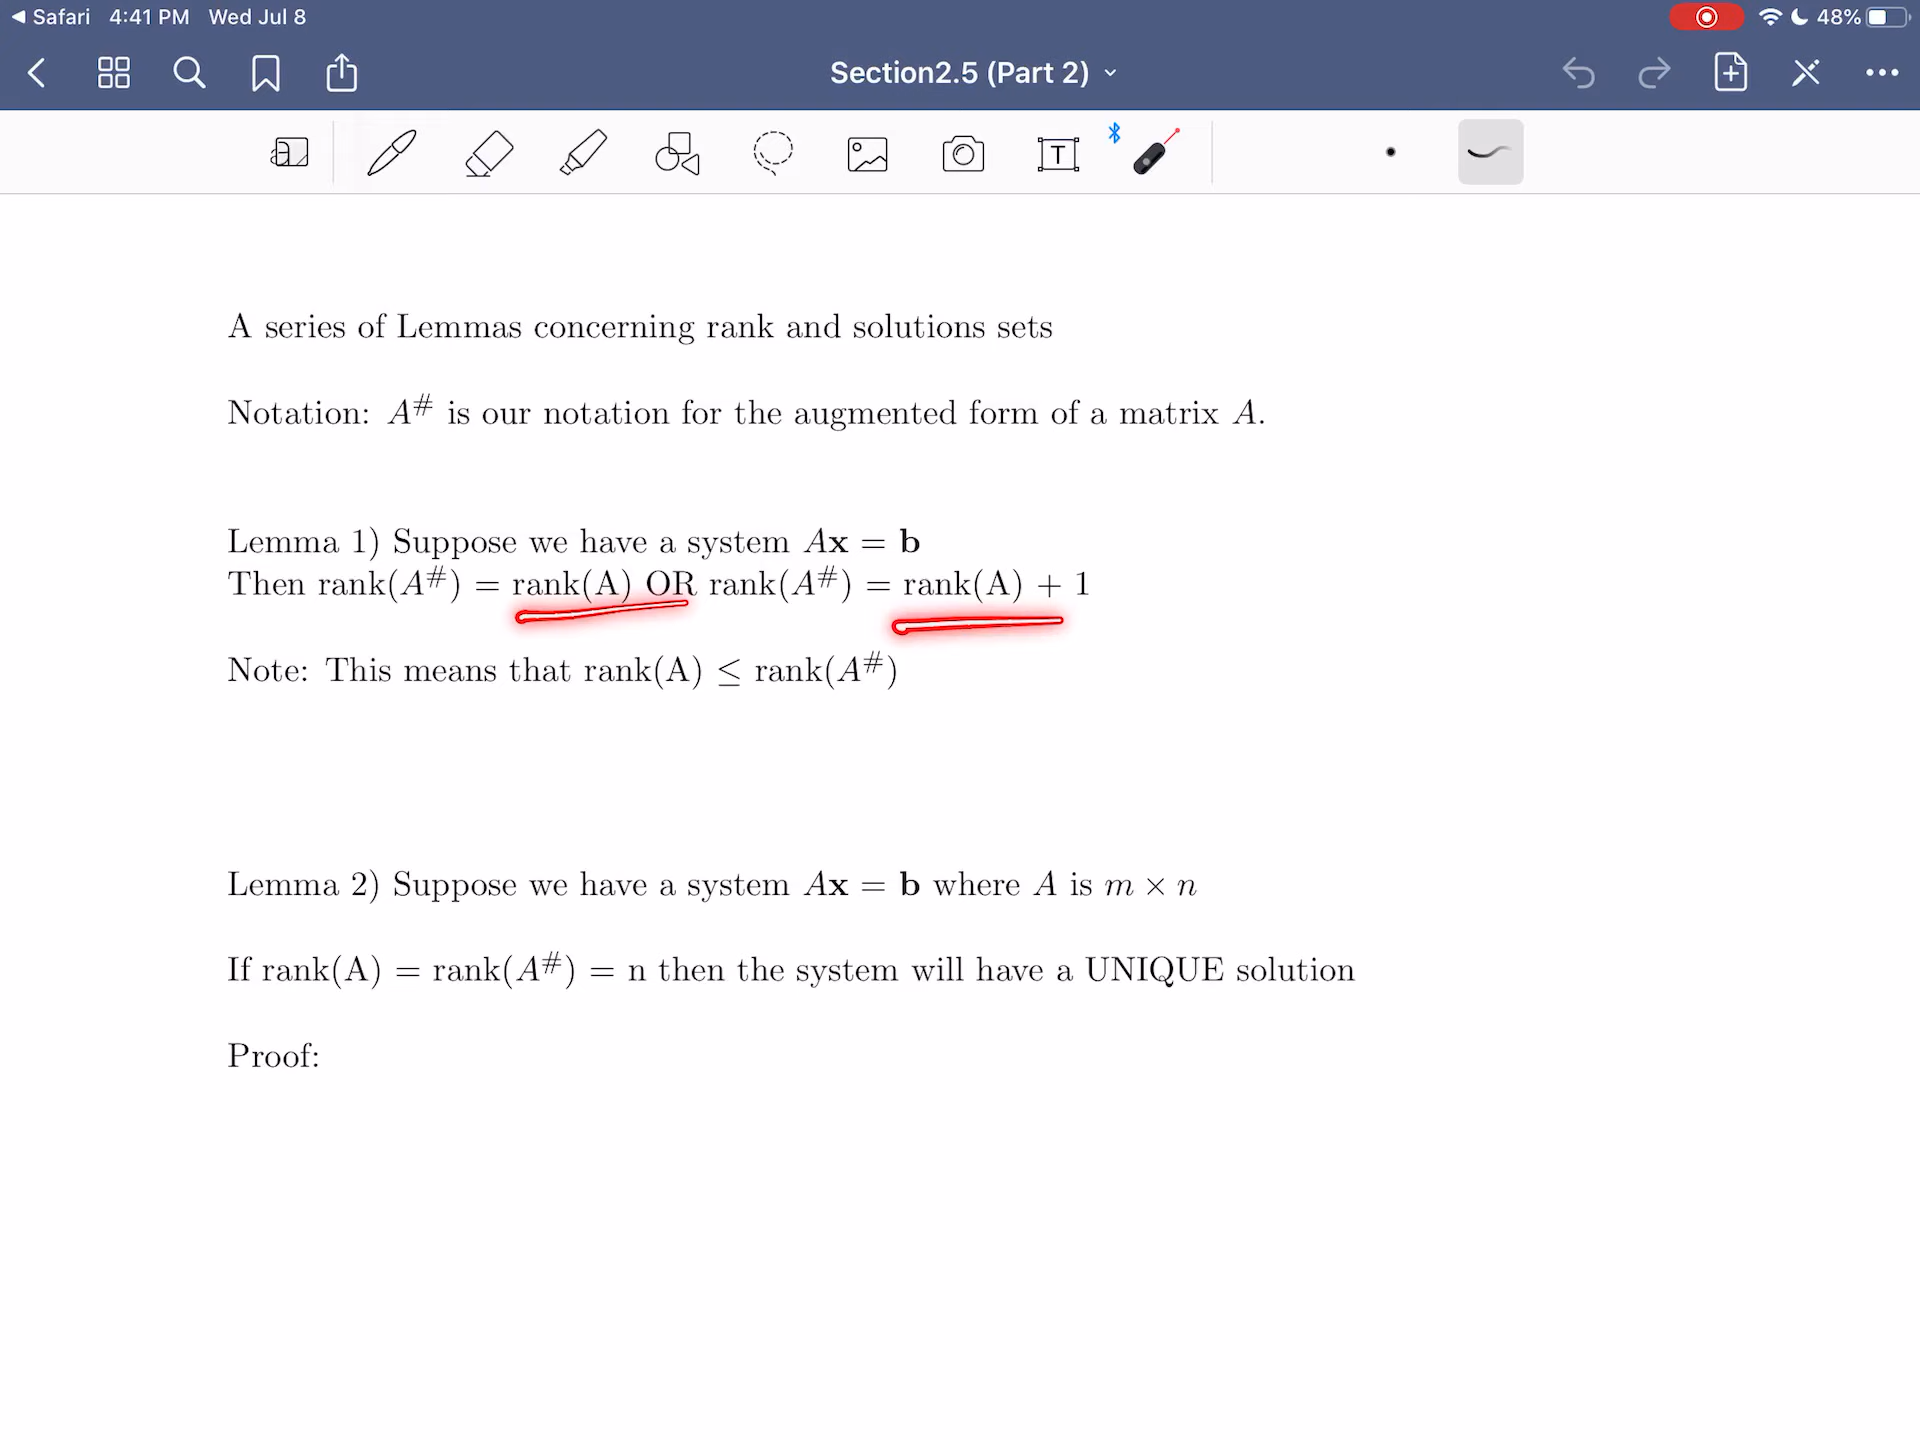 Safari 4:41 PM Wed Jul 8 48%
Section2.5 (Part 2)
A series of Lemmas concerning rank and solutions sets
Notation: A# is our notation for the augmented form of a matrix A.
Lemma 1) Suppose we have a system Ax = b
Then rank(A#) = rank(A) OR rank(A#) = rank(A) + 1
Note: This means that rank(A) ≤ rank(A#)
Lemma 2) Suppose we have a system Ax = b where A is m × n
If rank(A) = rank(A#) = n then the system will have a UNIQUE solution
Proof: